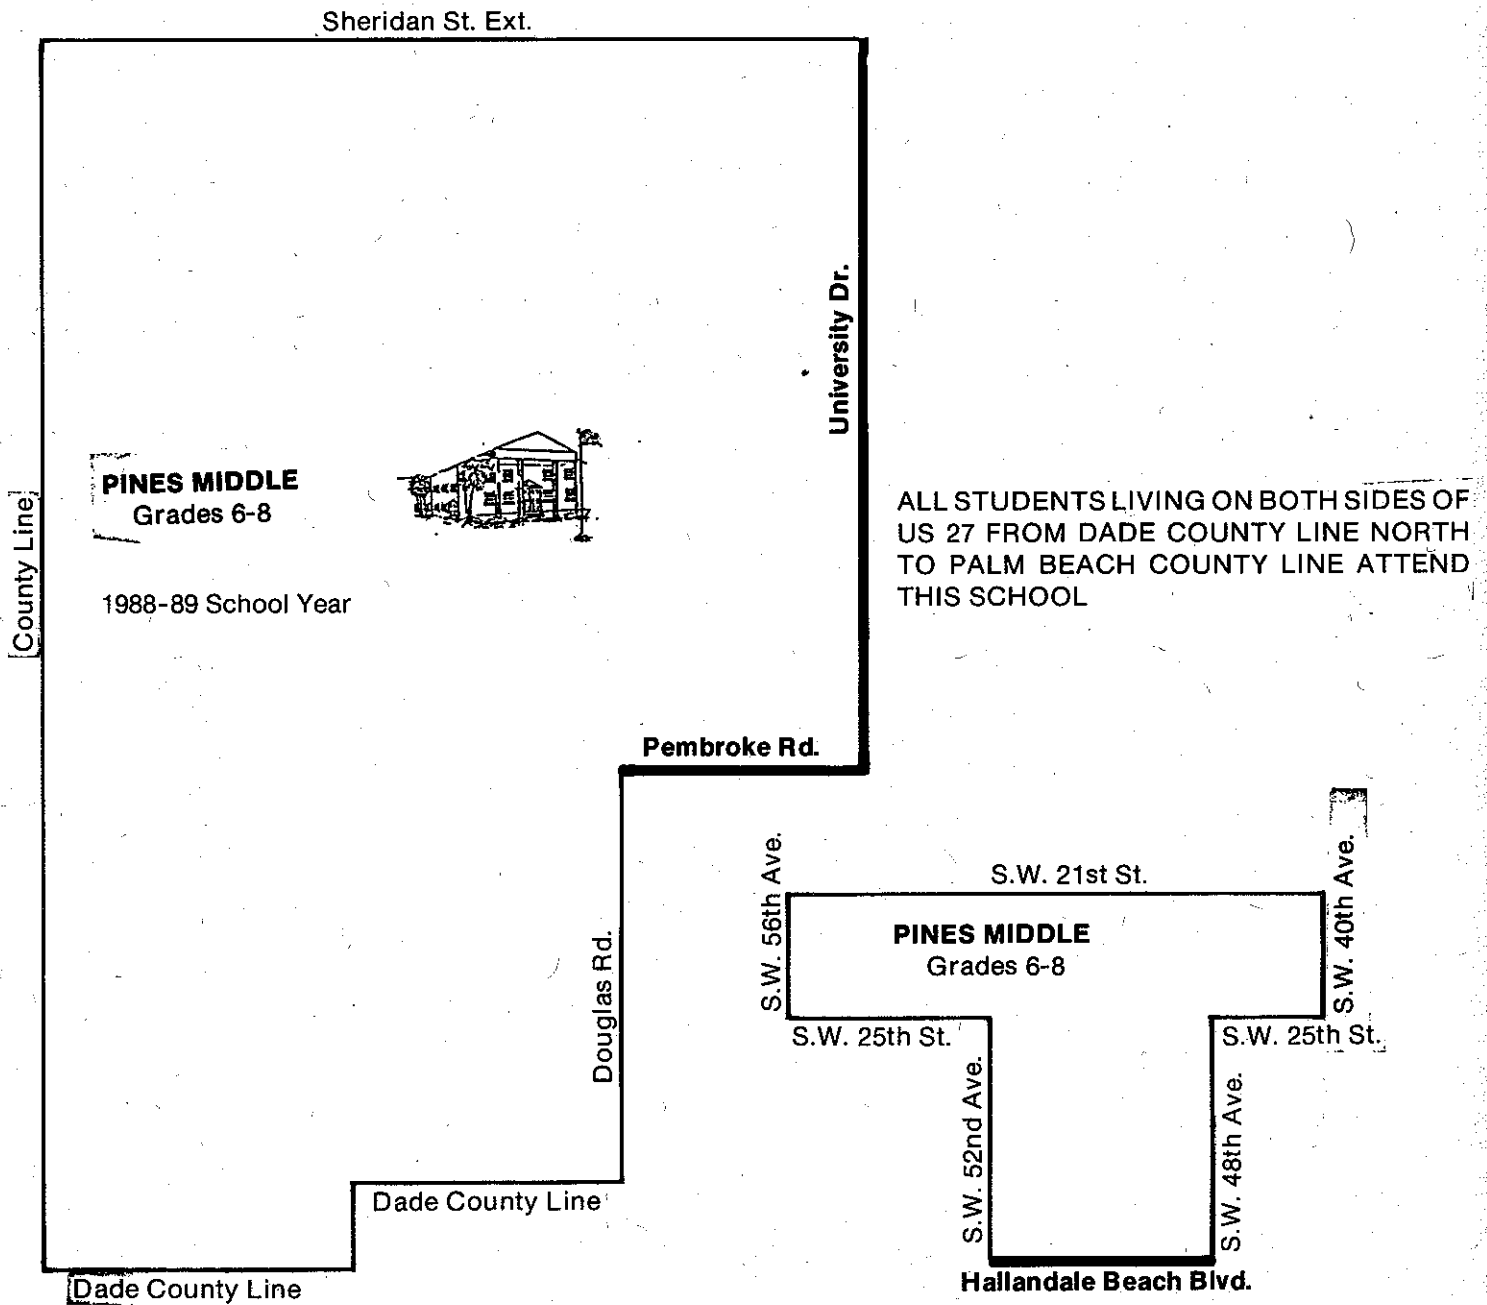 Sheridan St. Ext.
University Dr.
PINES MIDDLE
Grades 6-8
1988-89 School Year
County Line
ALL STUDENTS LIVING ON BOTH SIDES OF
US 27 FROM DADE COUNTY LINE NORTH
TO PALM BEACH COUNTY LINE ATTEND
THIS SCHOOL
Pembroke Rd.
Douglas Rd.
Dade County Line
Dade County Line
S.W. 56th Ave.
S.W. 21st St.
S.W. 40th Ave.
PINES MIDDLE
Grades 6-8
S.W. 25th St.
S.W. 25th St.
S.W. 52nd Ave.
S.W. 48th Ave.
Hallandale Beach Blvd.